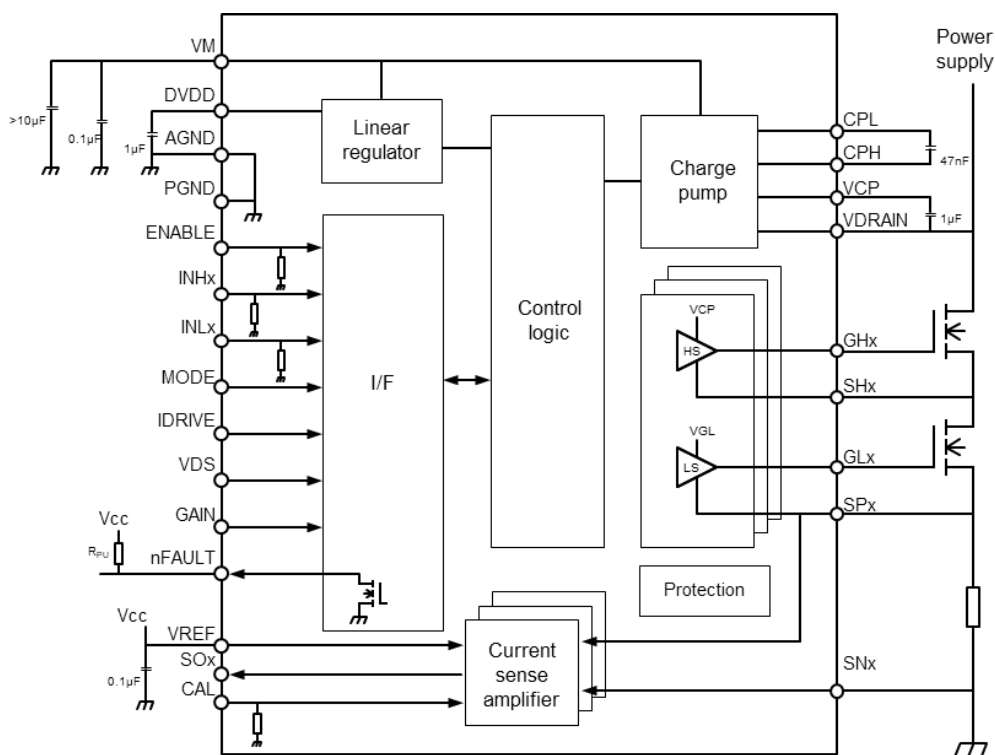 VM
DVDD
AGND
PGND
ENABLE
INHx
INLx
MODE
IDRIVE
VDS
GAIN
nFAULT
VREF
SOx
CAL
>10μF
0.1μF
1μF
Vcc
RPU
Vcc
0.1μF
Linear
regulator
I/F
Control
logic
Charge
pump
VCP
HS
VGL
LS
Protection
Current
sense
amplifier
CPL
CPH
VCP
VDRAIN
GHx
SHx
GLx
SPx
SNx
47nF
1μF
Power
supply